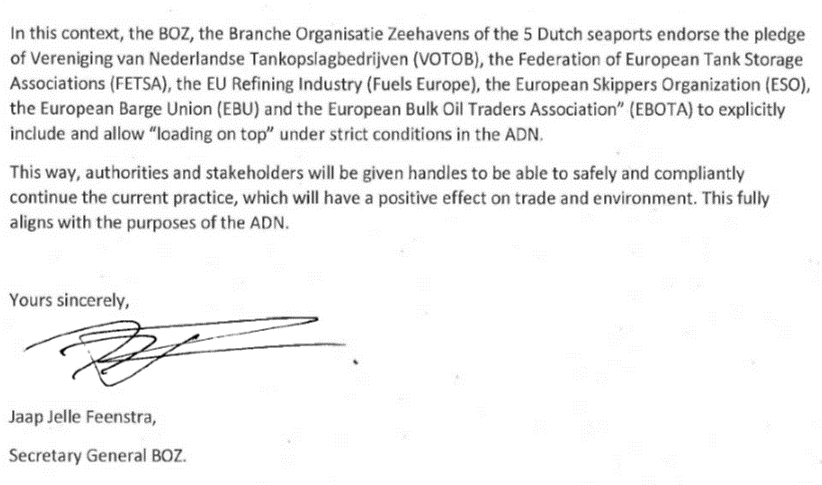 In this context, the BOZ, the Branche Organisatie Zeehavens of the 5 Dutch seaports endorse the pledge
of Vereniging van Nederlandse Tankopslagbedrijven (VOTOB), the Federation of European Tank Storage
Associations (FETSA), the EU Refining Industry (Fuels Europe), the European Skippers Organization (ESO),
the European Barge Union (EBU) and the European Bulk Oil Traders Association” (EBOTA) to explicitly
include and allow “loading on top” under strict conditions in the ADN.
This way, authorities and stakeholders will be given handles to be able to safely and compliantly
continue the current practice, which will have a positive effect on trade and environment. This fully
aligns with the purposes of the ADN.
Yours sincerely,
Jaap Jelle Feenstra,
Secretary General BOZ.